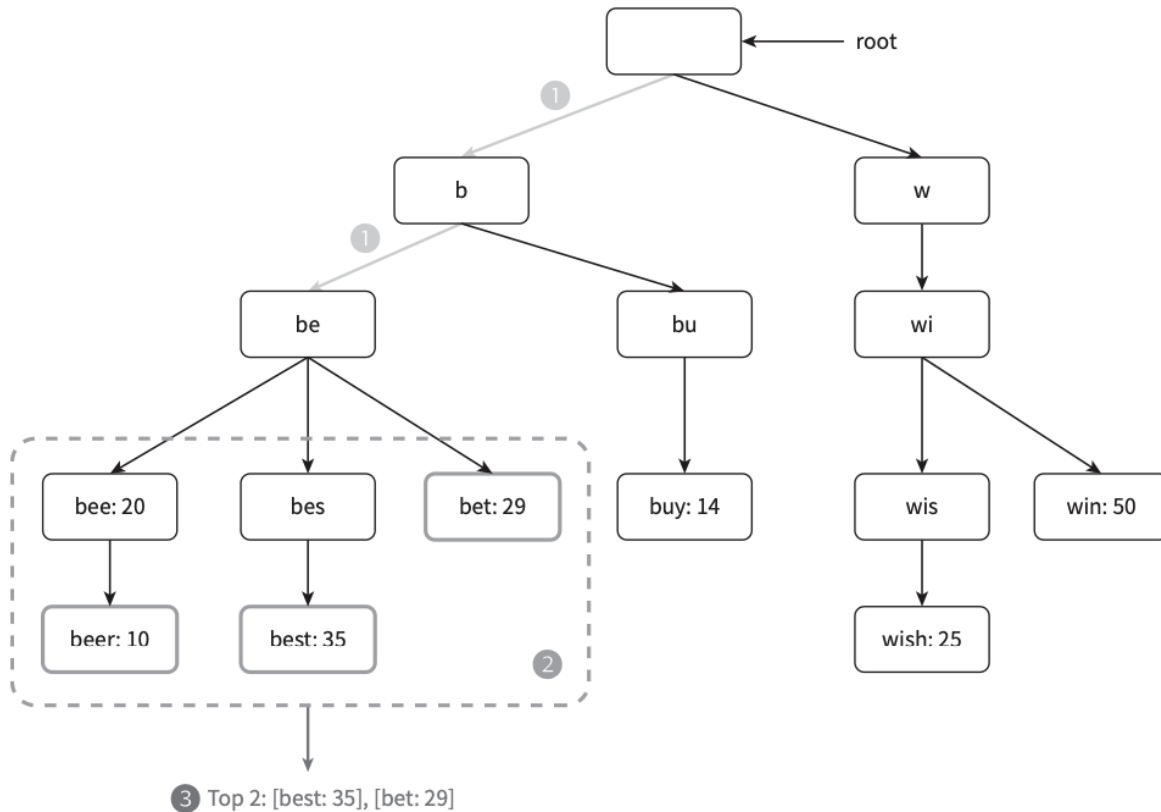 root
1
b
w
1
be
bu
wi
bee: 20
bes
bet: 29
buy: 14
wis
win: 50
beer: 10
best: 35
wish: 25
2
3 Top 2: [best: 35], [bet: 29]